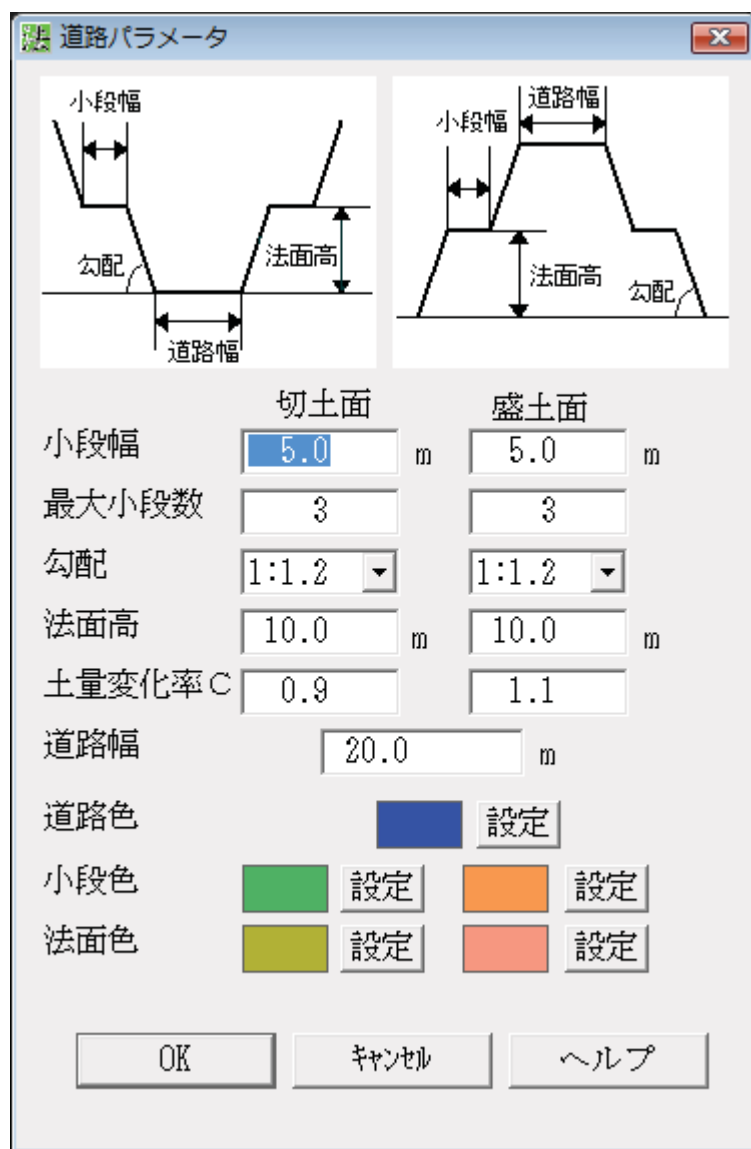 法 道路パラメータ
小段幅
勾配
法面高
道路幅
道路幅
小段幅
法面高
勾配
切土面 盛土面
小段幅 5.0 m 5.0 m
最大小段数 3 3
勾配 1:1.2 1:1.2
法面高 10.0 m 10.0 m
土量変化率C 0.9 1.1
道路幅 20.0 m
道路色 設定
小段色 設定 設定
法面色 設定 設定
OK キャンセル ヘルプ